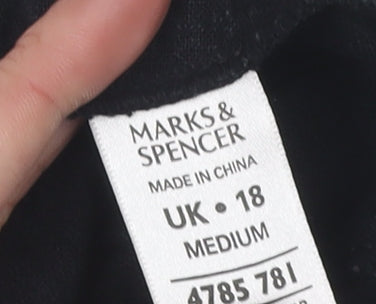 MARKS &
SPENCER
MADE IN CHINA
UK • 18
MEDIUM
4785 781